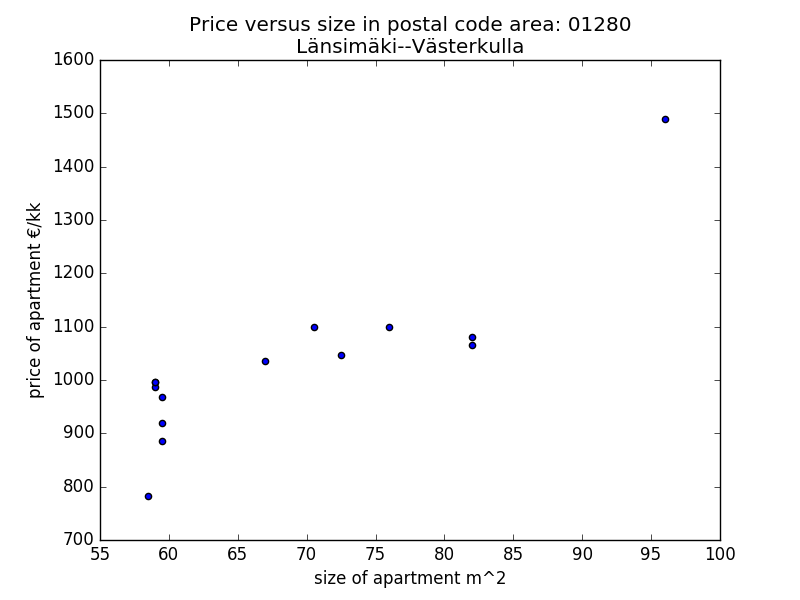 Price versus size in postal code area: 01280
Länsimäki--Västerkulla
1600
1500
1400
1300
1200
1100
1000
900
800
700
price of apartment €/kk
55 60 65 70 75 80 85 90 95 100
size of apartment m^2